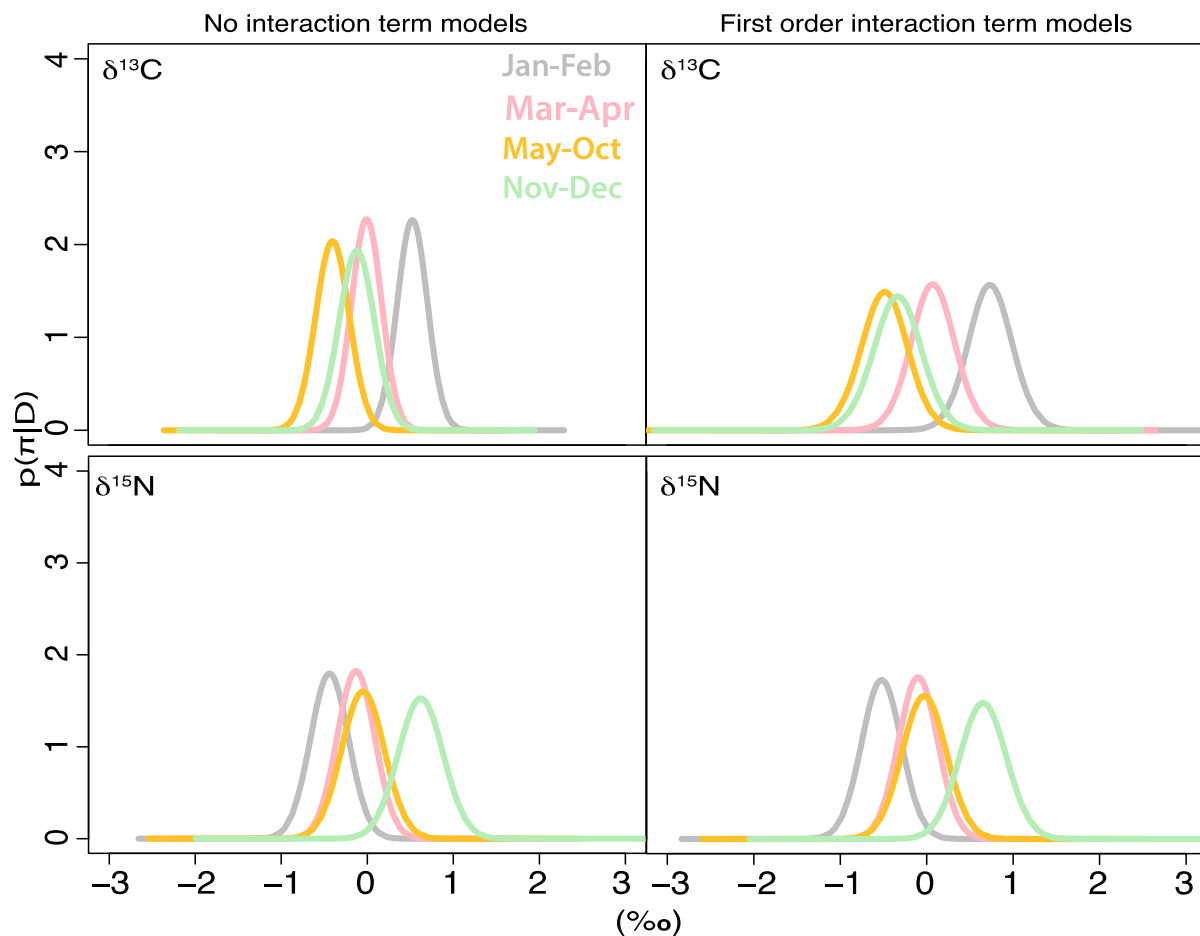 No interaction term models
First order interaction term models
δ¹³C
Jan-Feb
Mar-Apr
May-Oct
Nov-Dec
δ¹³C
4
3
2
1
0
p(π|D)
δ¹⁵N
δ¹⁵N
4
3
2
1
0
−3 −2 −1 0 1 2 3
−3 −2 −1 0 1 2 3
(‰)